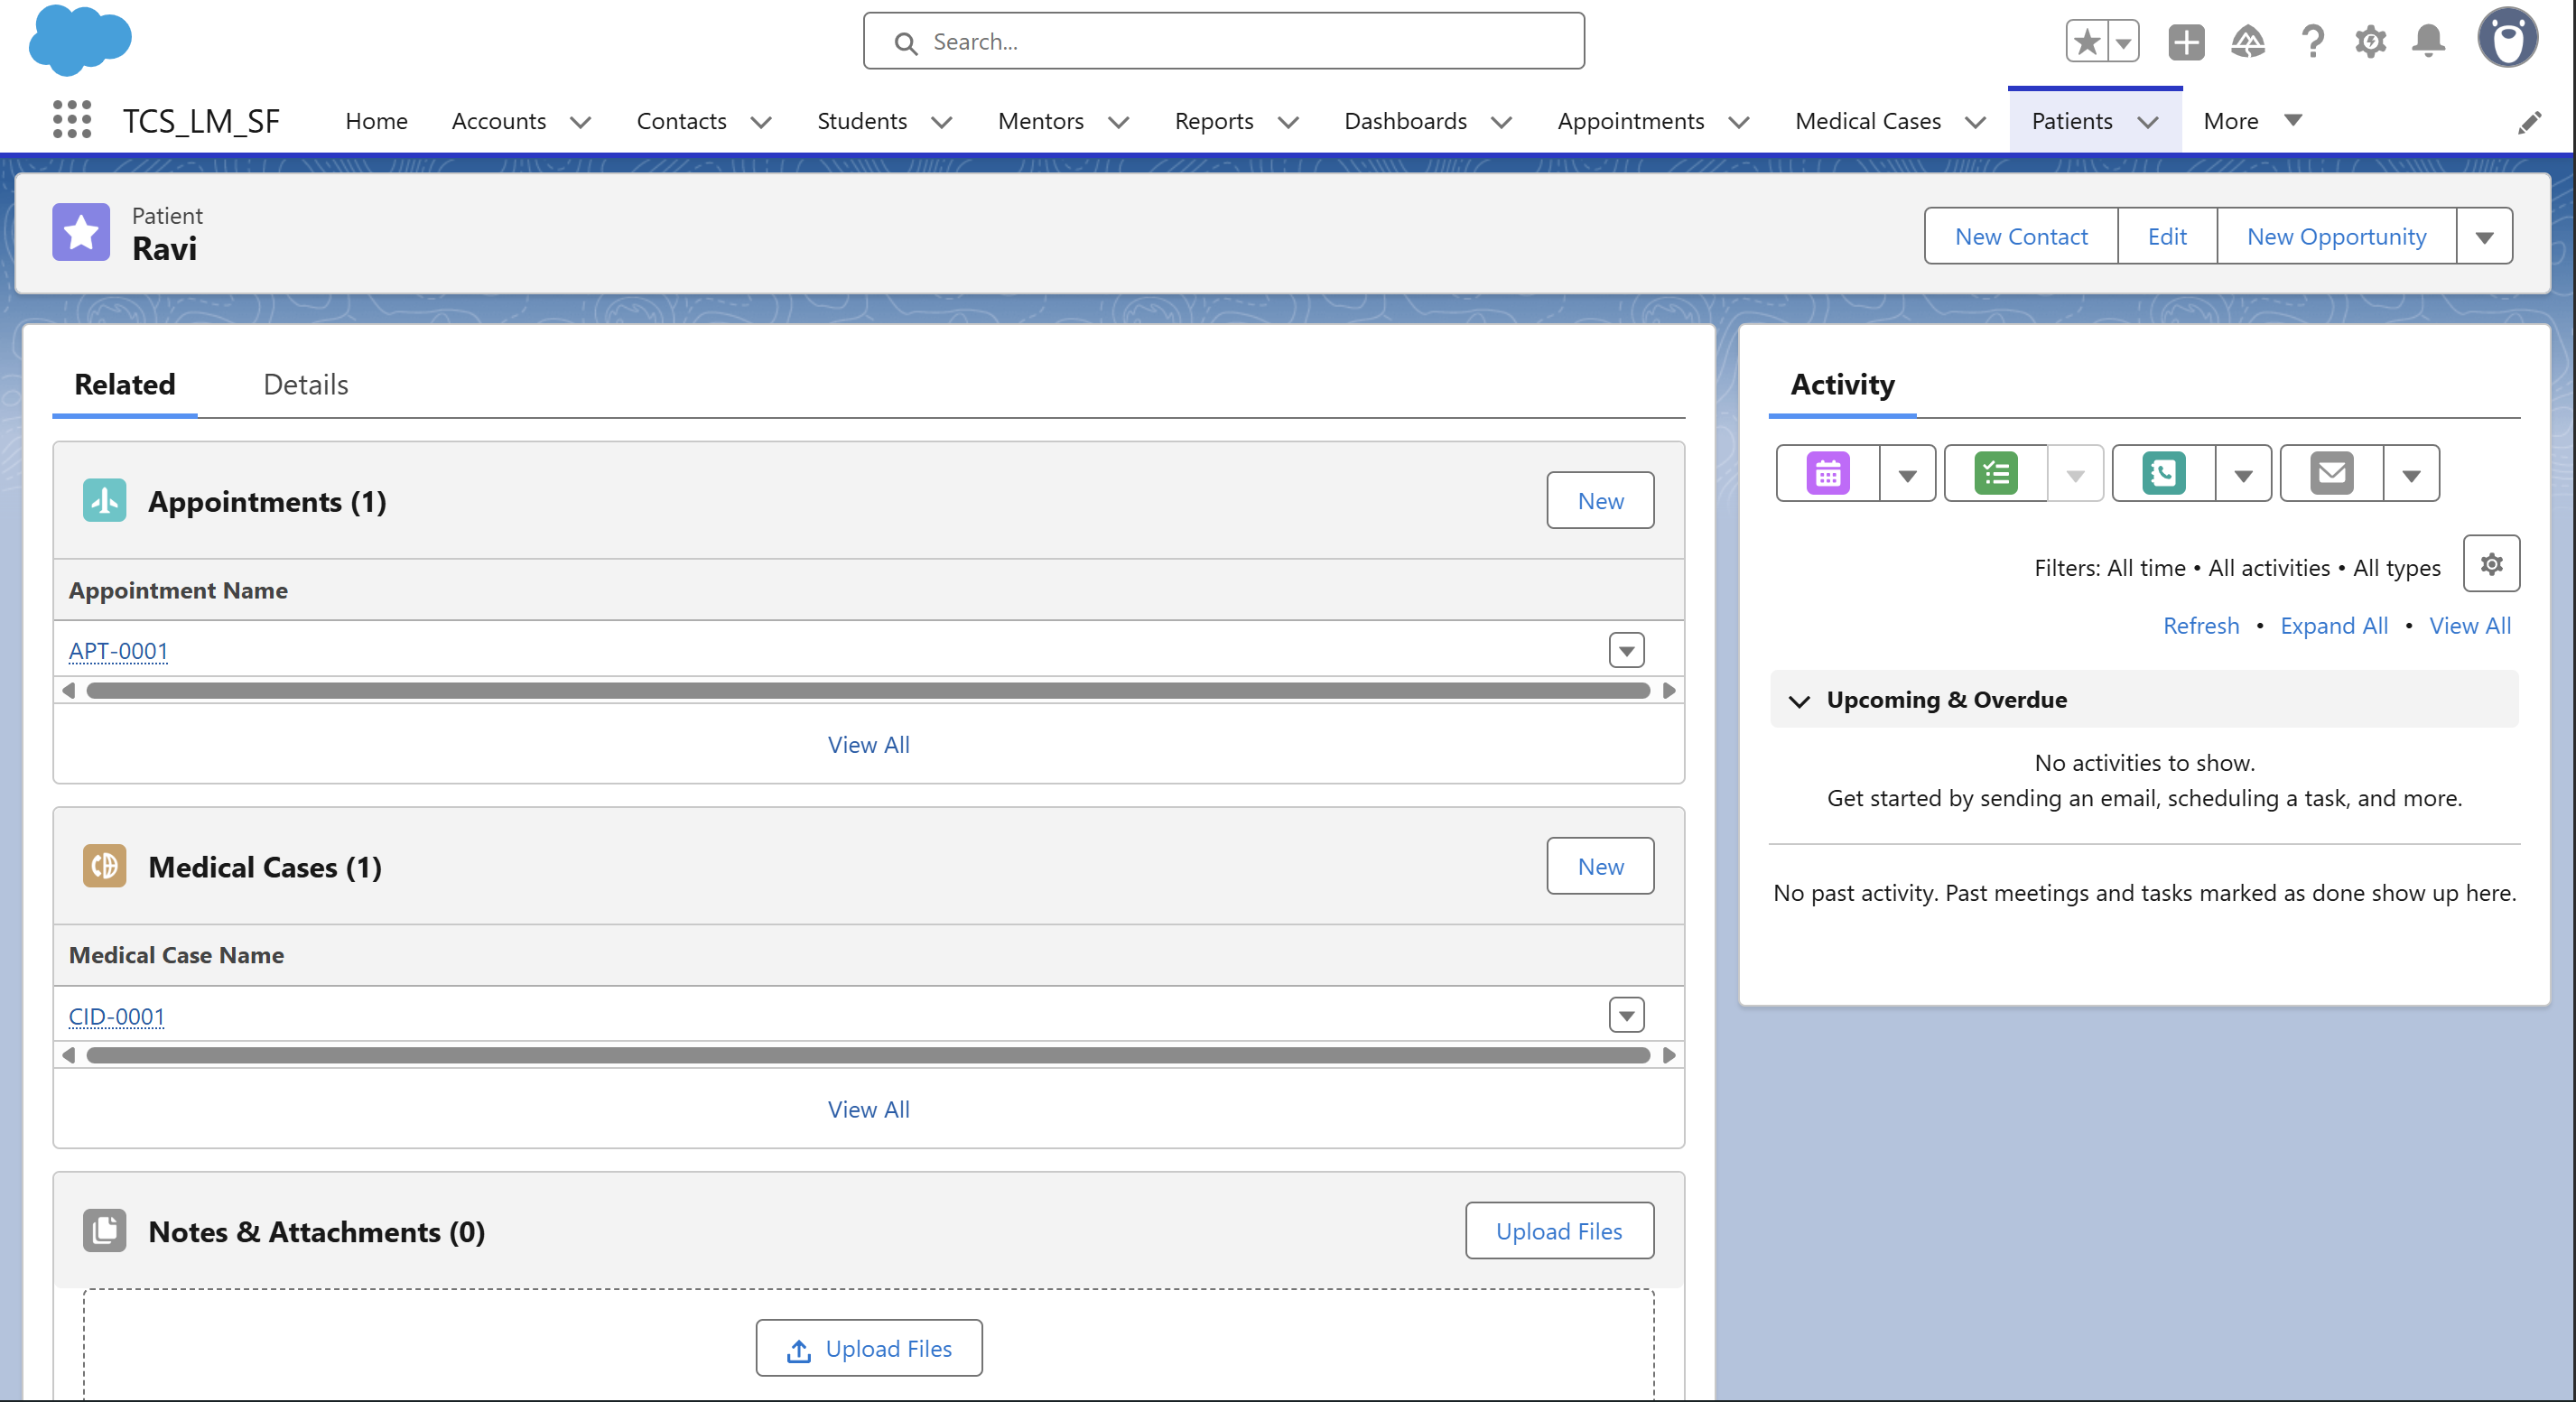 Search...
TCS_LM_SF
Home
Accounts
Contacts
Students
Mentors
Reports
Dashboards
Appointments
Medical Cases
Patients
More
Patient
Ravi
New Contact
Edit
New Opportunity
Related
Details
Appointments (1)
New
Appointment Name
APT-0001
View All
Medical Cases (1)
New
Medical Case Name
CID-0001
View All
Notes & Attachments (0)
Upload Files
Upload Files
Activity
Filters: All time • All activities • All types
Refresh • Expand All • View All
Upcoming & Overdue
No activities to show.
Get started by sending an email, scheduling a task, and more.
No past activity. Past meetings and tasks marked as done show up here.